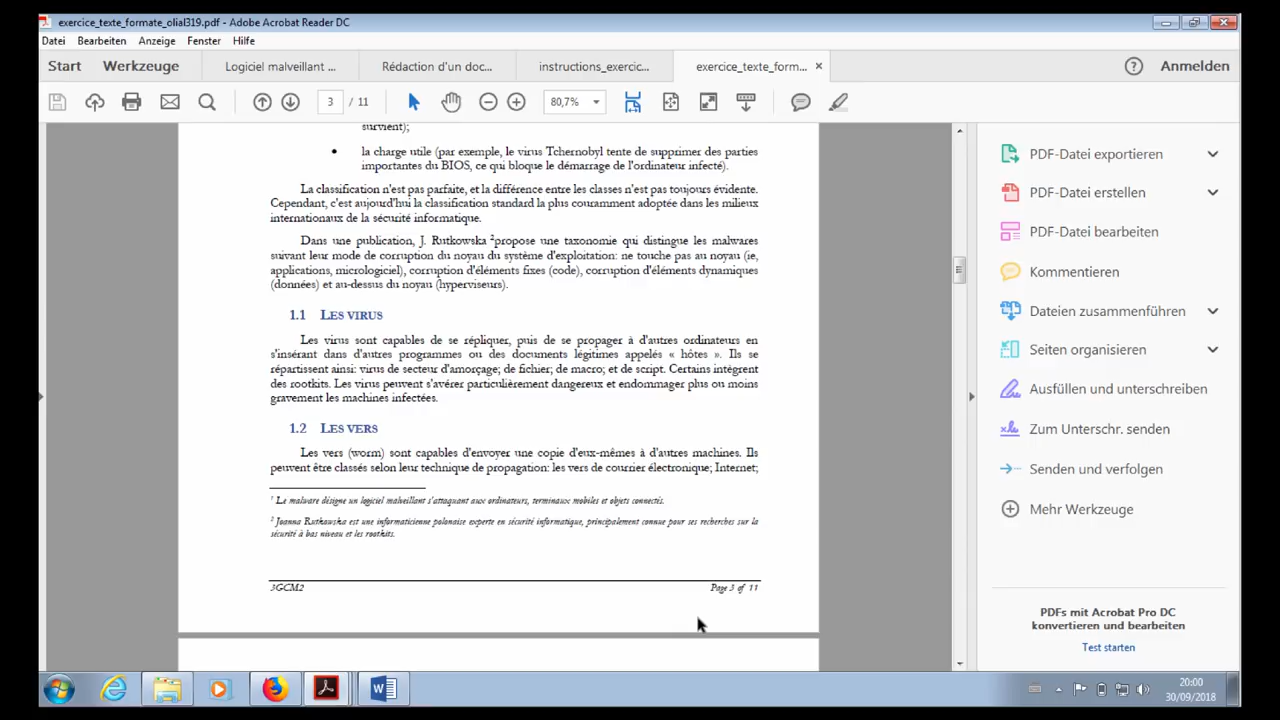 exercice_texte_formate_olial319.pdf - Adobe Acrobat Reader DC
Datei Bearbeiten Anzeige Fenster Hilfe
Start Werkzeuge Logiciel malveillant ... Rédaction d'un doc... instructions_exercic... exercice_texte_form... × Anmelden
3 / 11 80,7%
survient);
• la charge utile (par exemple, le virus Tchernobyl tente de supprimer des parties
importantes du BIOS, ce qui bloque le démarrage de l'ordinateur infecté).
La classification n'est pas parfaite, et la différence entre les classes n'est pas toujours évidente.
Cependant, c'est aujourd'hui la classification standard la plus couramment adoptée dans les milieux
internationaux de la sécurité informatique.
Dans une publication, J. Rutkowska ²propose une taxonomie qui distingue les malwares
suivant leur mode de corruption du noyau du système d'exploitation: ne touche pas au noyau (ie,
applications, micrologiciel), corruption d'éléments fixes (code), corruption d'éléments dynamiques
(données) et au-dessus du noyau (hyperviseurs).
1.1 LES VIRUS
Les virus sont capables de se répliquer, puis de se propager à d'autres ordinateurs en
s'insérant dans d'autres programmes ou des documents légitimes appelés « hôtes ». Ils se
répartissent ainsi: virus de secteur d'amorçage; de fichier; de macro; et de script. Certains intègrent
des rootkits. Les virus peuvent s'avérer particulièrement dangereux et endommager plus ou moins
gravement les machines infectées.
1.2 LES VERS
Les vers (worm) sont capables d'envoyer une copie d'eux-mêmes à d'autres machines. Ils
peuvent être classés selon leur technique de propagation: les vers de courrier électronique; Internet;
¹ Le malware désigne un logiciel malveillant s'attaquant aux ordinateurs, terminaux mobiles et objets connectés.
² Joanna Rutkowska est une informaticienne polonaise experte en sécurité informatique, principalement connue pour ses recherches sur la
sécurité à bas niveau et les rootkits.
3GCM2 Page 3 of 11
PDF-Datei exportieren
PDF-Datei erstellen
PDF-Datei bearbeiten
Kommentieren
Dateien zusammenführen
Seiten organisieren
Ausfüllen und unterschreiben
Zum Unterschr. senden
Senden und verfolgen
Mehr Werkzeuge
PDFs mit Acrobat Pro DC
konvertieren und bearbeiten
Test starten
20:00
30/09/2018